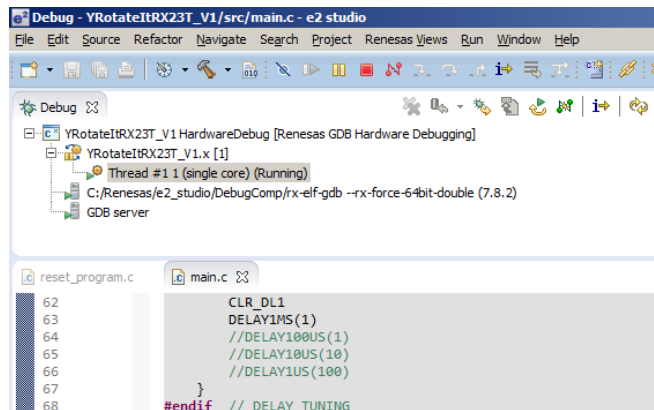 e² Debug - YRotateItRX23T_V1/src/main.c - e2 studio
File Edit Source Refactor Navigate Search Project Renesas Views Run Window Help
Debug
YRotateItRX23T_V1 HardwareDebug [Renesas GDB Hardware Debugging]
YRotateItRX23T_V1.x [1]
Thread #1 1 (single core) (Running)
C:/Renesas/e2_studio/DebugComp/rx-elf-gdb --rx-force-64bit-double (7.8.2)
GDB server
reset_program.c main.c
62 CLR_DL1
63 DELAY1MS(1)
64 //DELAY100US(1)
65 //DELAY10US(10)
66 //DELAY1US(100)
67 }
68 #endif // DELAY_TUNING